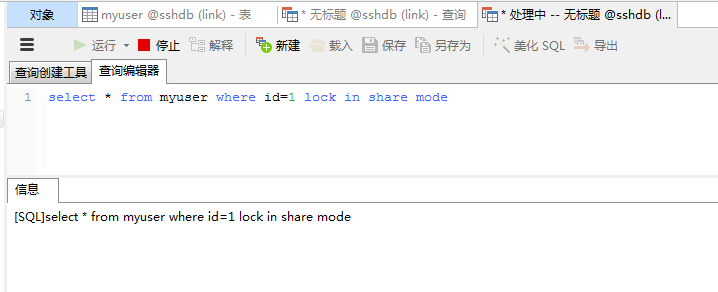 对象 myuser @sshdb (link) - 表 * 无标题 @sshdb (link) - 查询 * 处理中 -- 无标题 @sshdb (l...
运行 停止 解释 新建 载入 保存 另存为 美化 SQL 导出
查询创建工具 查询编辑器
1 select * from myuser where id=1 lock in share mode
信息
[SQL]select * from myuser where id=1 lock in share mode